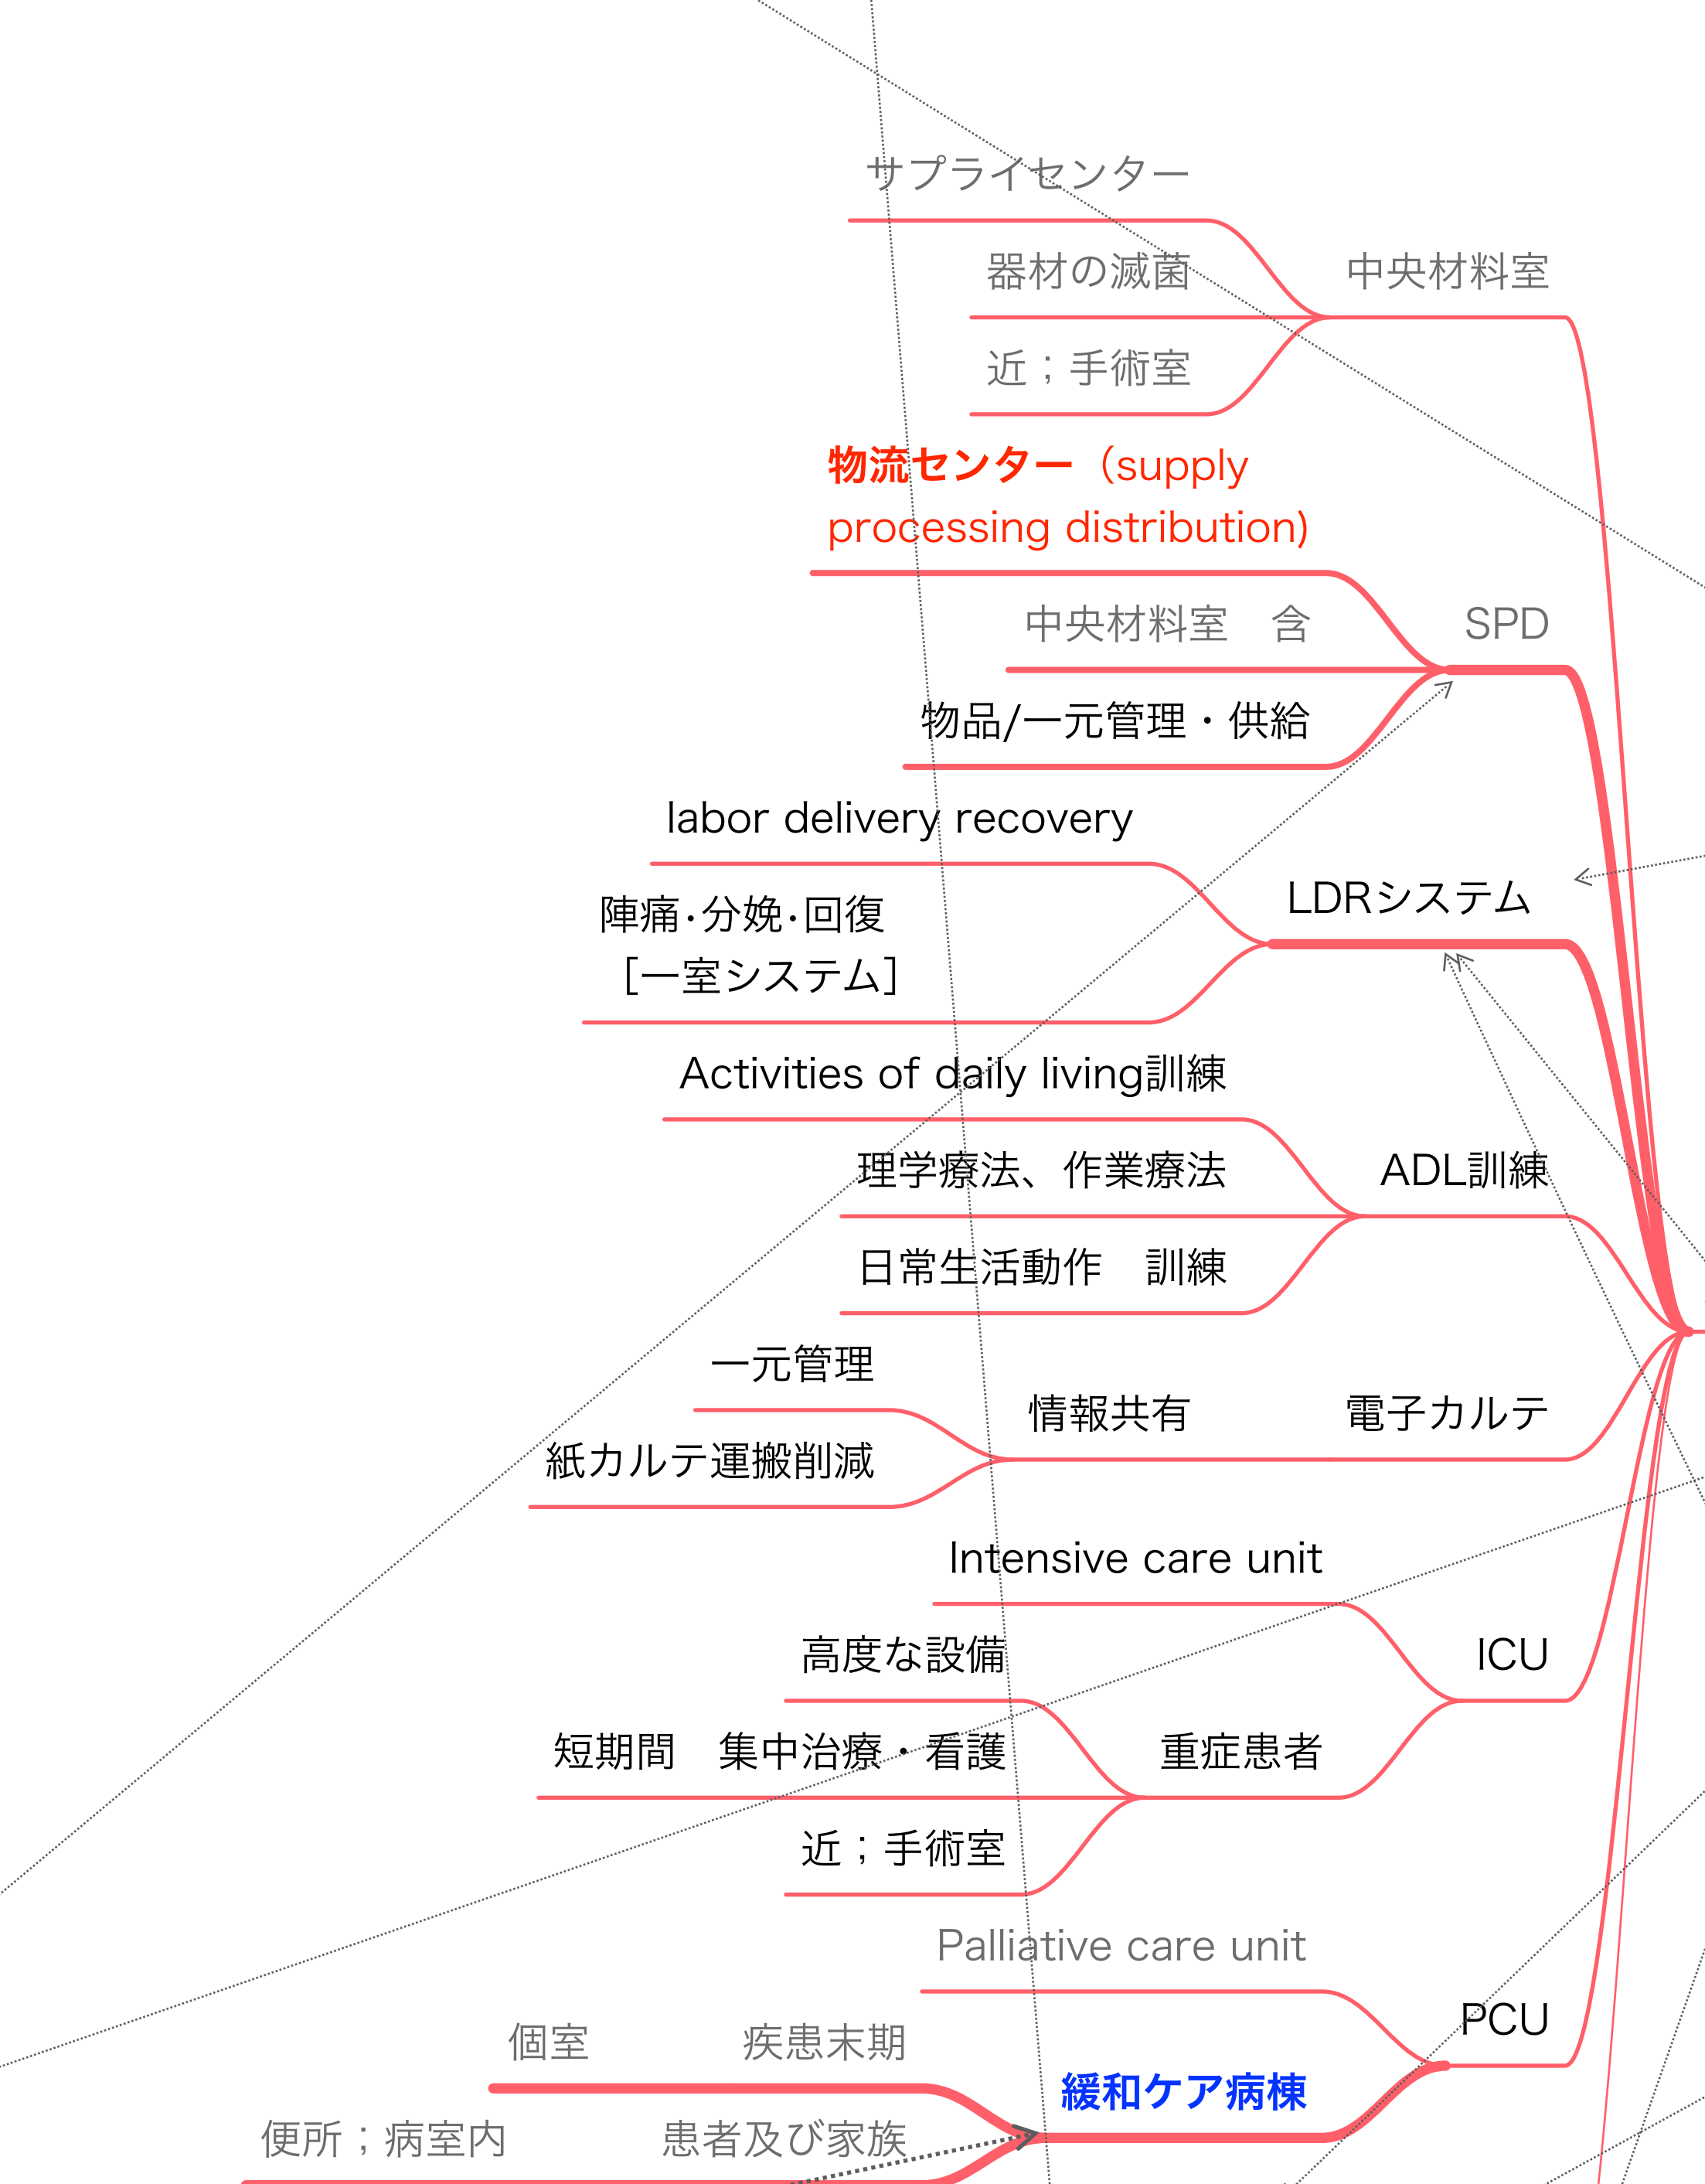 サプライセンター
器材の滅菌
中央材料室
近；手術室
物流センター（supply
processing distribution)
中央材料室　含
SPD
物品/一元管理・供給
labor delivery recovery
LDRシステム
陣痛･分娩･回復
［一室システム］
Activities of daily living訓練
理学療法、作業療法
ADL訓練
日常生活動作　訓練
一元管理
情報共有
電子カルテ
紙カルテ運搬削減
Intensive care unit
高度な設備
ICU
短期間　集中治療・看護
重症患者
近；手術室
Palliative care unit
PCU
個室
疾患末期
緩和ケア病棟
便所；病室内
患者及び家族